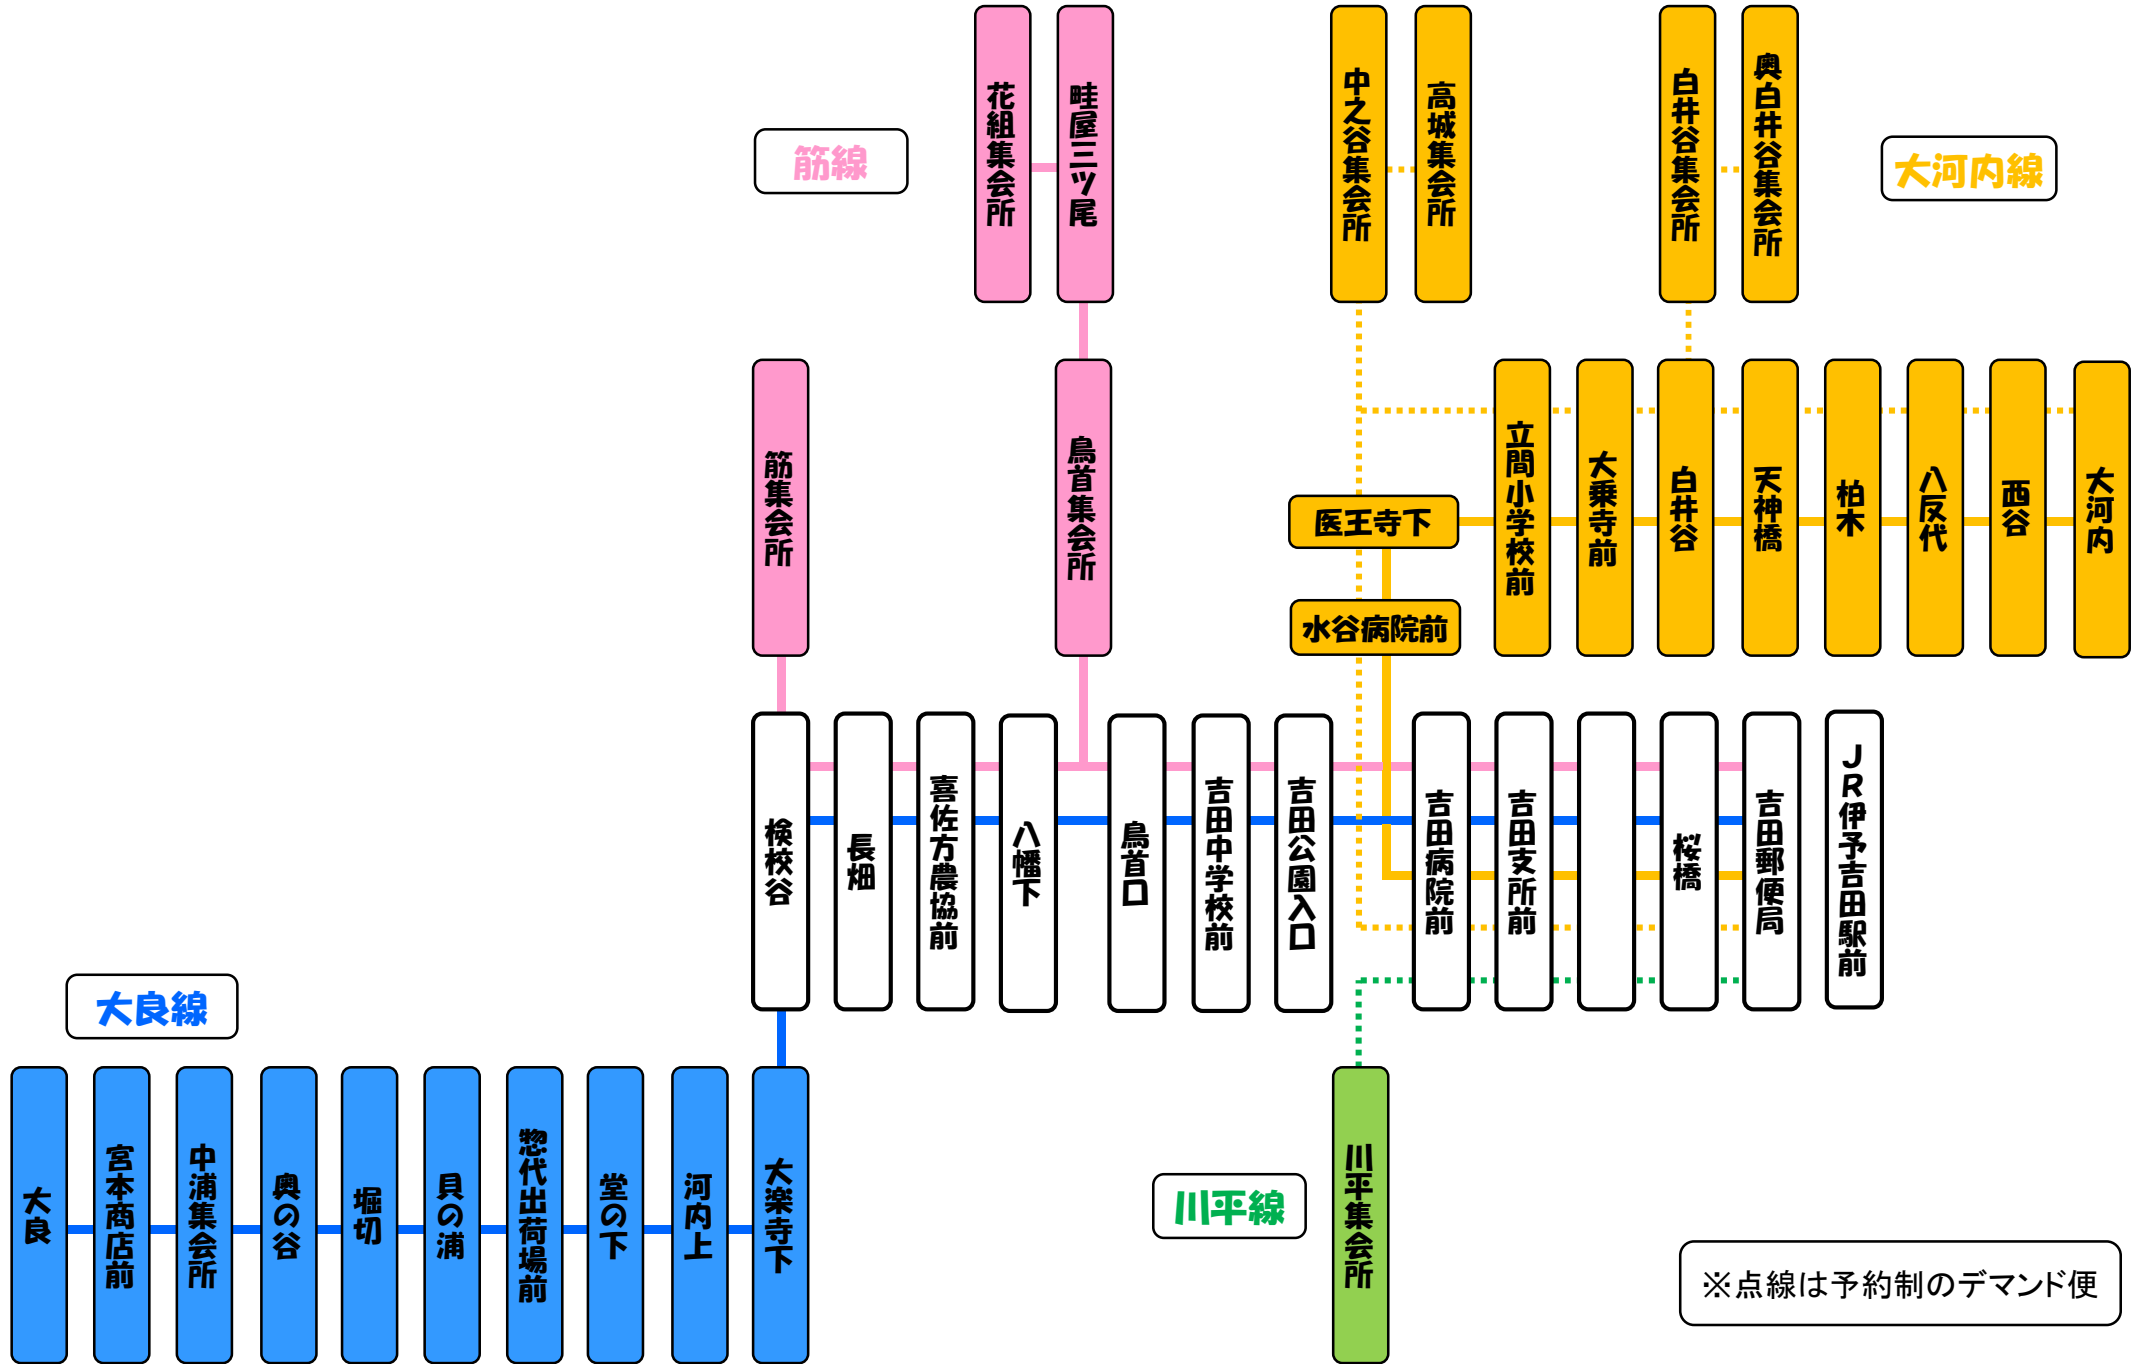 花組集会所
畦屋三ツ尾
中之谷集会所
高城集会所
白井谷集会所
奥白井谷集会所
筋線
大河内線
筋集会所
鳥首集会所
医王寺下
水谷病院前
立間小学校前
大乗寺前
白井谷
天神橋
柏木
八反代
西谷
大河内
検校谷
長畑
喜佐方農協前
八幡下
鳥首口
吉田中学校前
吉田公園入口
吉田病院前
吉田支所前
桜橋
吉田郵便局
JR伊予吉田駅前
大良線
大良
宮本商店前
中浦集会所
奥の谷
堀切
貝の浦
惣代出荷場前
堂の下
河内上
大楽寺下
川平線
川平集会所
※点線は予約制のデマンド便